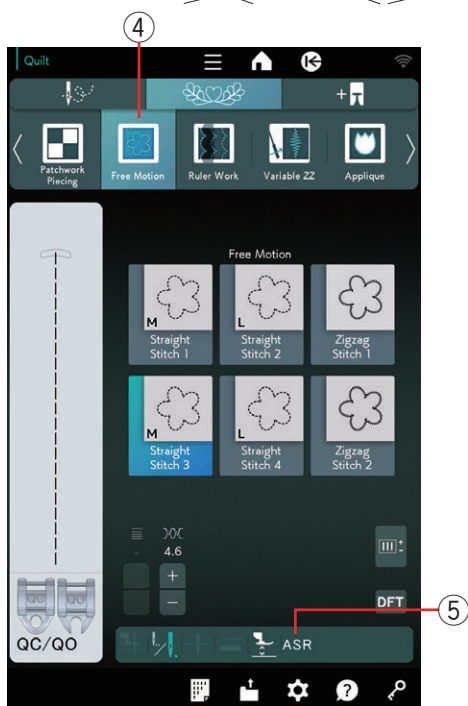 ④
Quilt
Patchwork
Piecing
Free Motion
Ruler Work
Variable ZZ
Applique
Free Motion
M
Straight
Stitch 1
L
Straight
Stitch 2
Zigzag
Stitch 1
M
Straight
Stitch 3
L
Straight
Stitch 4
Zigzag
Stitch 2
-
4.6
+
−
DFT
QC QO
QC/QO
ASR
⑤
?